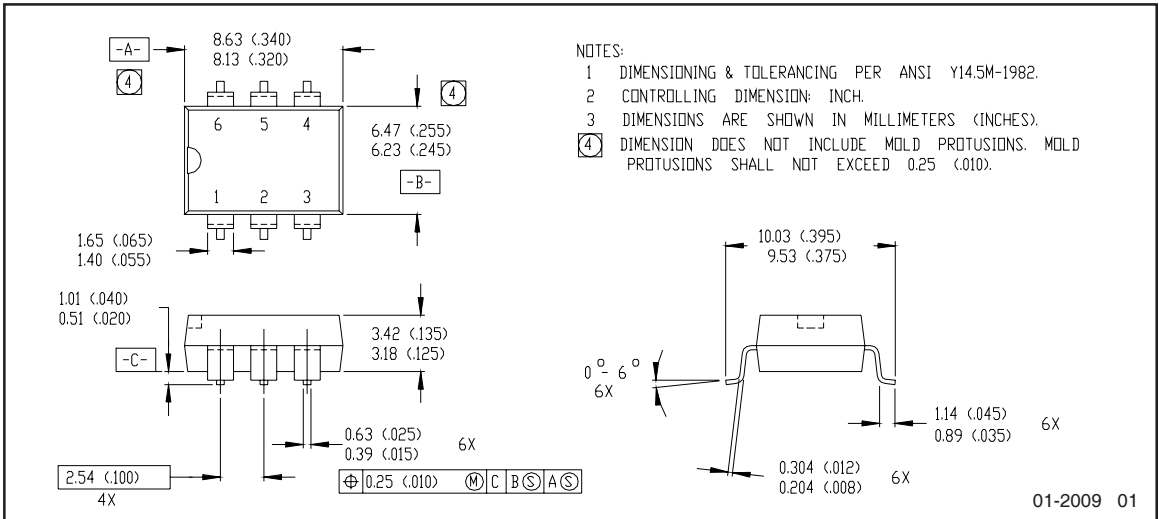 -A-
8.63 (.340)
8.13 (.320)
4
4
6 5 4
1 2 3
6.47 (.255)
6.23 (.245)
-B-
1.65 (.065)
1.40 (.055)
NOTES:
1 DIMENSIONING & TOLERANCING PER ANSI Y14.5M-1982.
2 CONTROLLING DIMENSION: INCH.
3 DIMENSIONS ARE SHOWN IN MILLIMETERS (INCHES).
4 DIMENSION DOES NOT INCLUDE MOLD PROTUSIONS. MOLD
PROTUSIONS SHALL NOT EXCEED 0.25 (.010).
1.01 (.040)
0.51 (.020)
-C-
3.42 (.135)
3.18 (.125)
0.63 (.025)
0.39 (.015)
6X
2.54 (.100)
4X
⌖ 0.25 (.010) Ⓜ C B Ⓢ A Ⓢ
10.03 (.395)
9.53 (.375)
0° - 6°
6X
1.14 (.045)
0.89 (.035)
6X
0.304 (.012)
0.204 (.008)
6X
01-2009 01